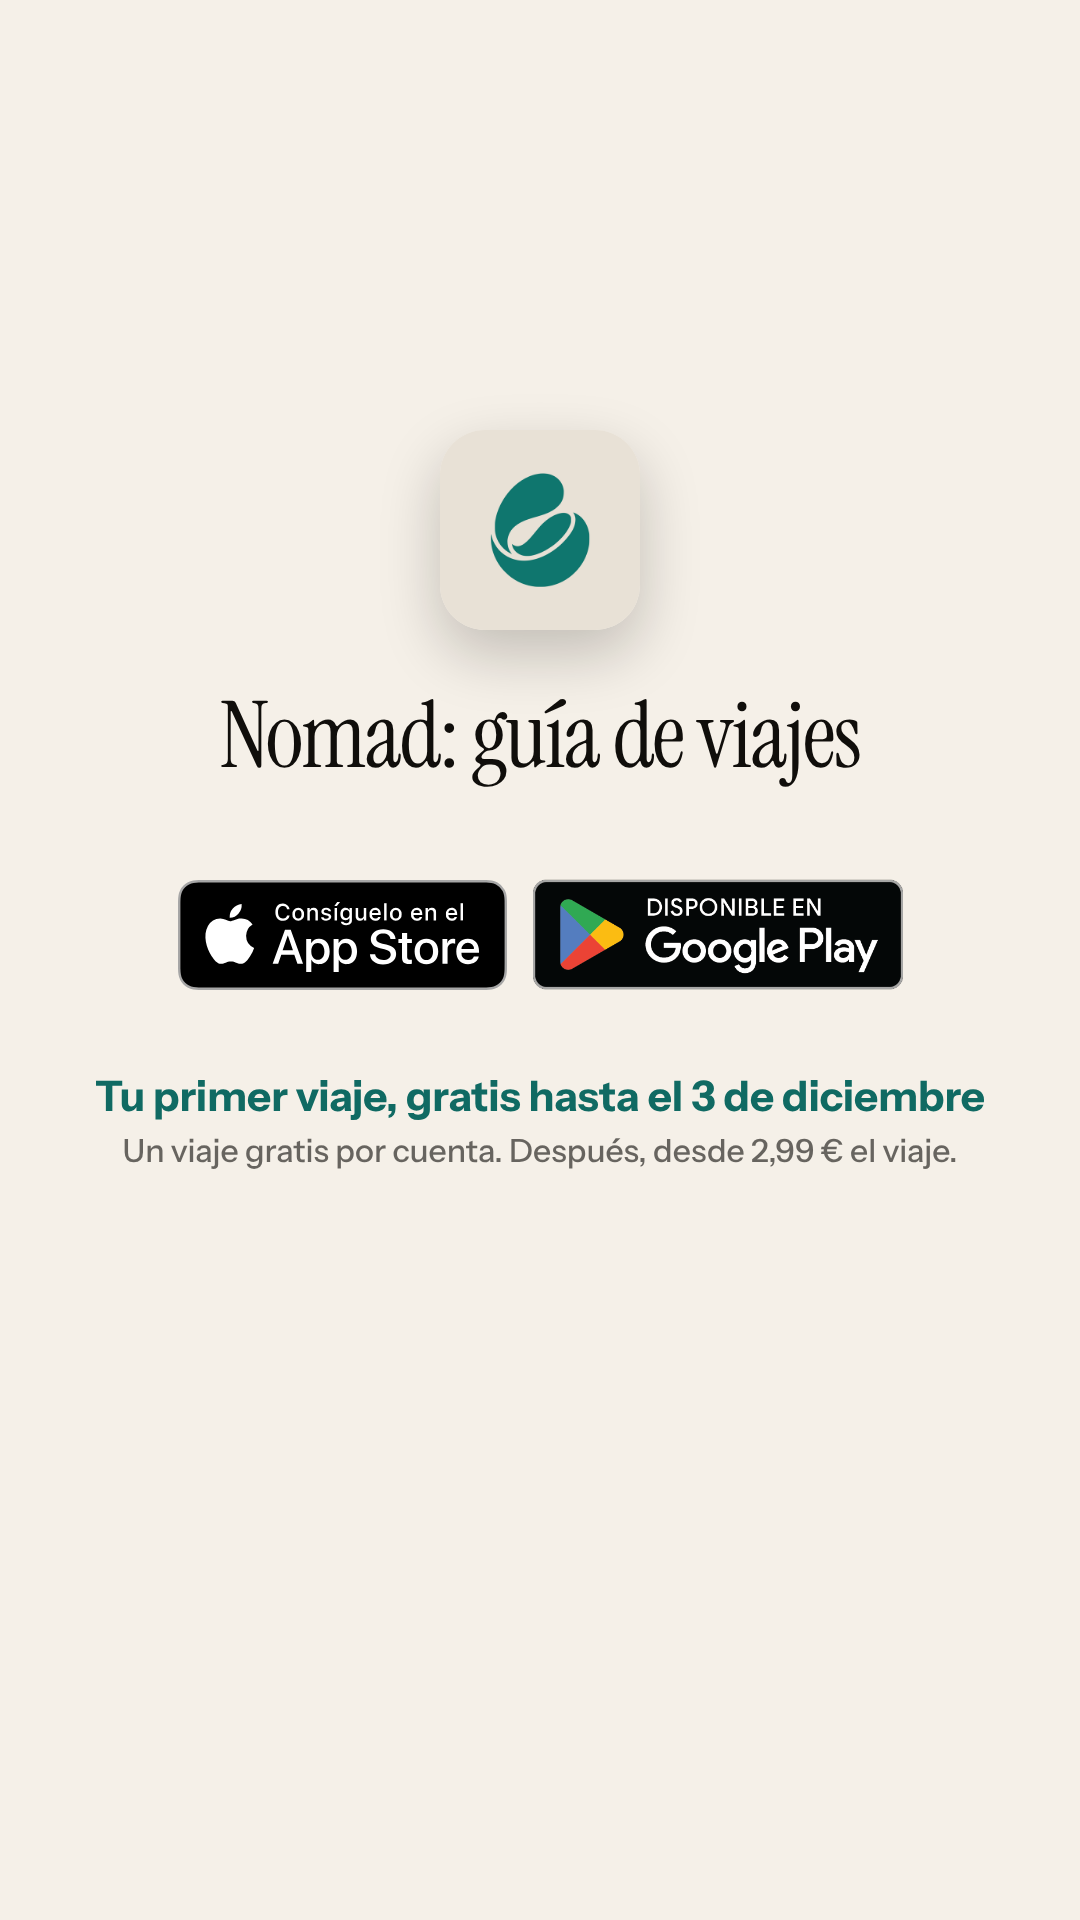 Nomad: guía de viajes
Consíguelo en el
App Store
DISPONIBLE EN
Google Play
Tu primer viaje, gratis hasta el 3 de diciembre
Un viaje gratis por cuenta. Después, desde 2,99 € el viaje.